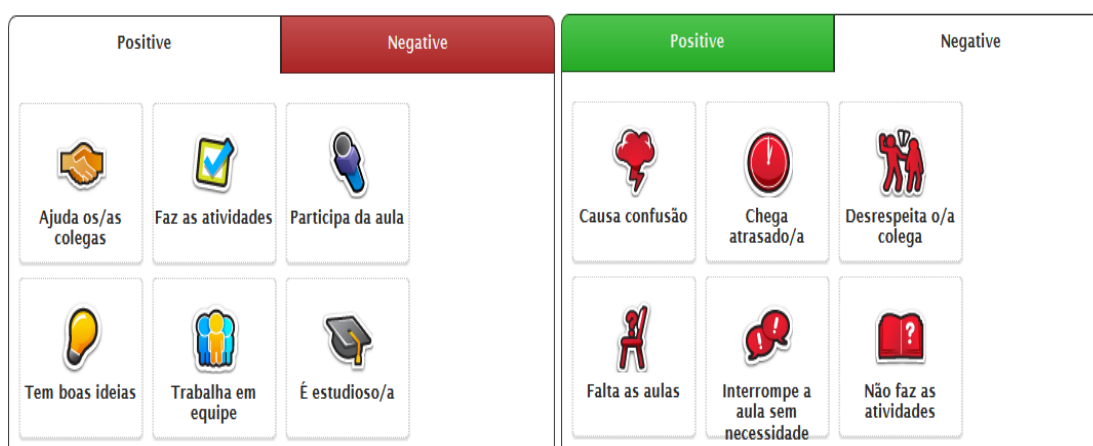 Positive
Negative
Ajuda os/as
colegas
Faz as atividades
Participa da aula
Tem boas ideias
Trabalha em
equipe
É estudioso/a
Positive
Negative
Causa confusão
Chega
atrasado/a
Desrespeita o/a
colega
Falta as aulas
Interrompe a
aula sem
necessidade
Não faz as
atividades